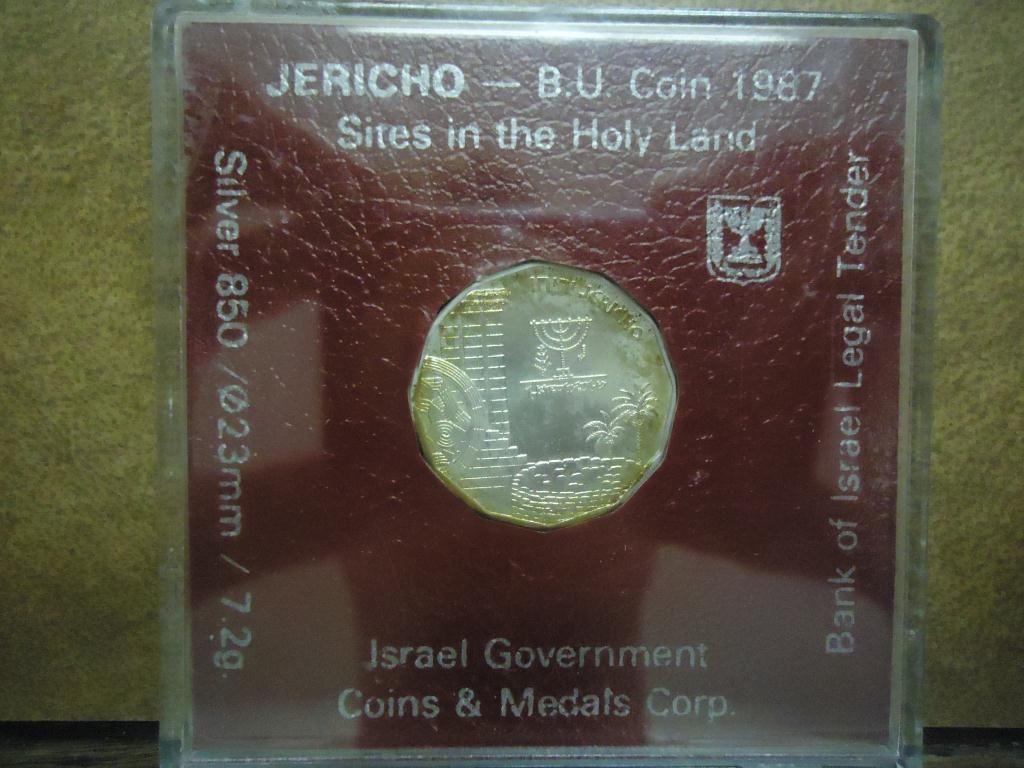 JERICHO — B.U. Coin 1987
Sites in the Holy Land
Silver 850 /Ø23mm / 7.2g.
Bank of Israel Legal Tender
Israel Government
Coins & Medals Corp.